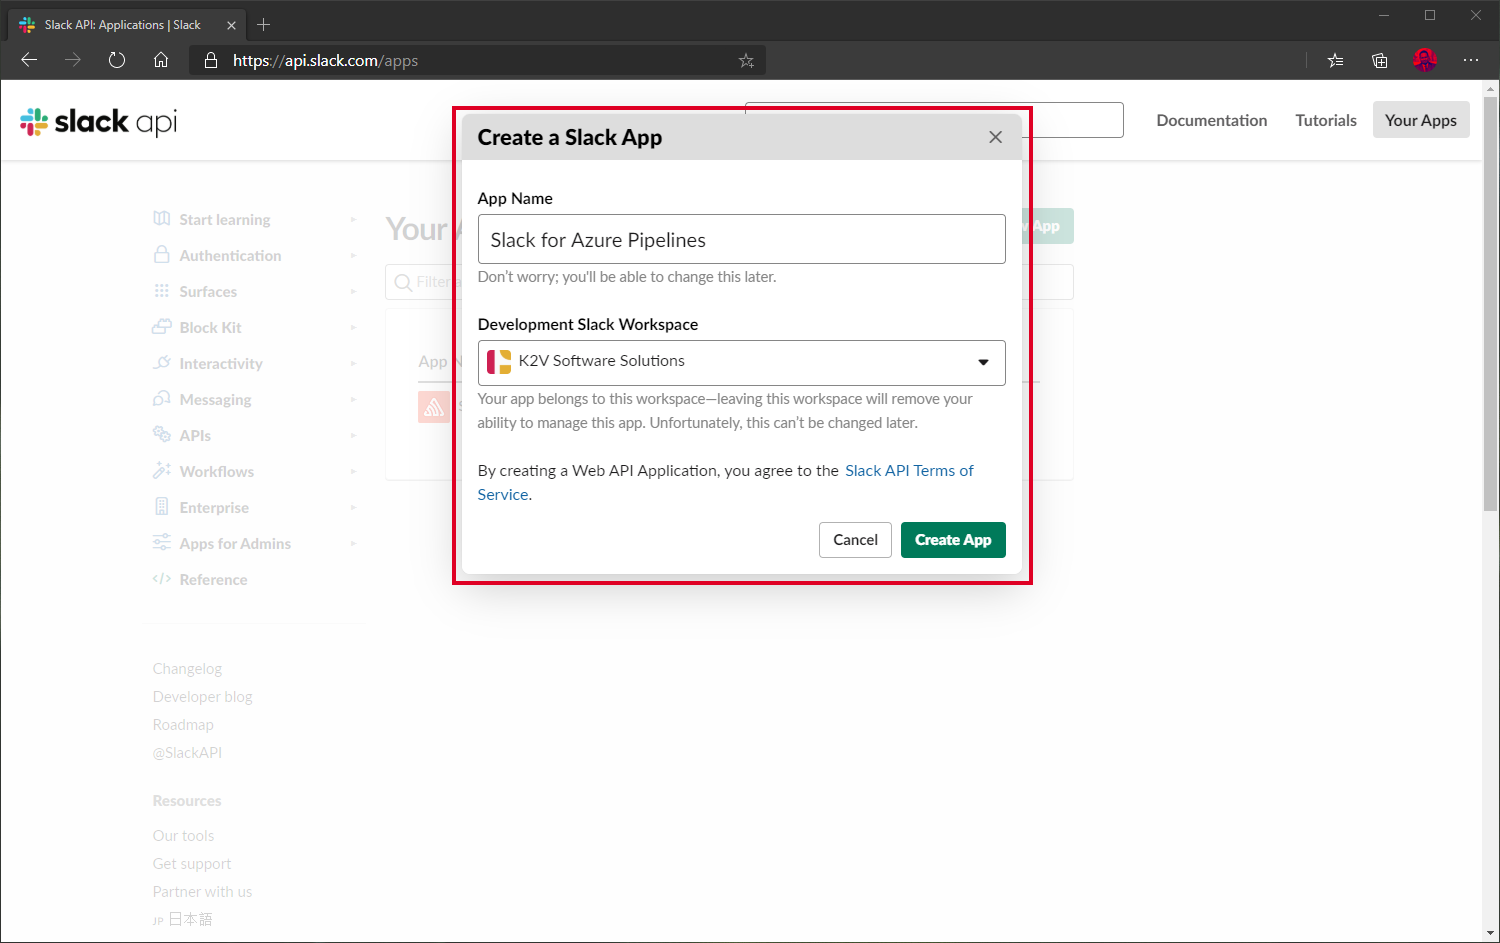 Slack API: Applications | Slack
https://api.slack.com/apps
slack api
Documentation
Tutorials
Your Apps
Create a Slack App
App Name
Slack for Azure Pipelines
Don't worry; you'll be able to change this later.
Development Slack Workspace
K2V Software Solutions
Your app belongs to this workspace—leaving this workspace will remove your
ability to manage this app. Unfortunately, this can't be changed later.
By creating a Web API Application, you agree to the Slack API Terms of
Service.
Cancel
Create App
Start learning
Authentication
Surfaces
Block Kit
Interactivity
Messaging
APIs
Workflows
Enterprise
Apps for Admins
Reference
Changelog
Developer blog
Roadmap
@SlackAPI
Resources
Our tools
Get support
Partner with us
JP 日本語
Your
App
Filter
App